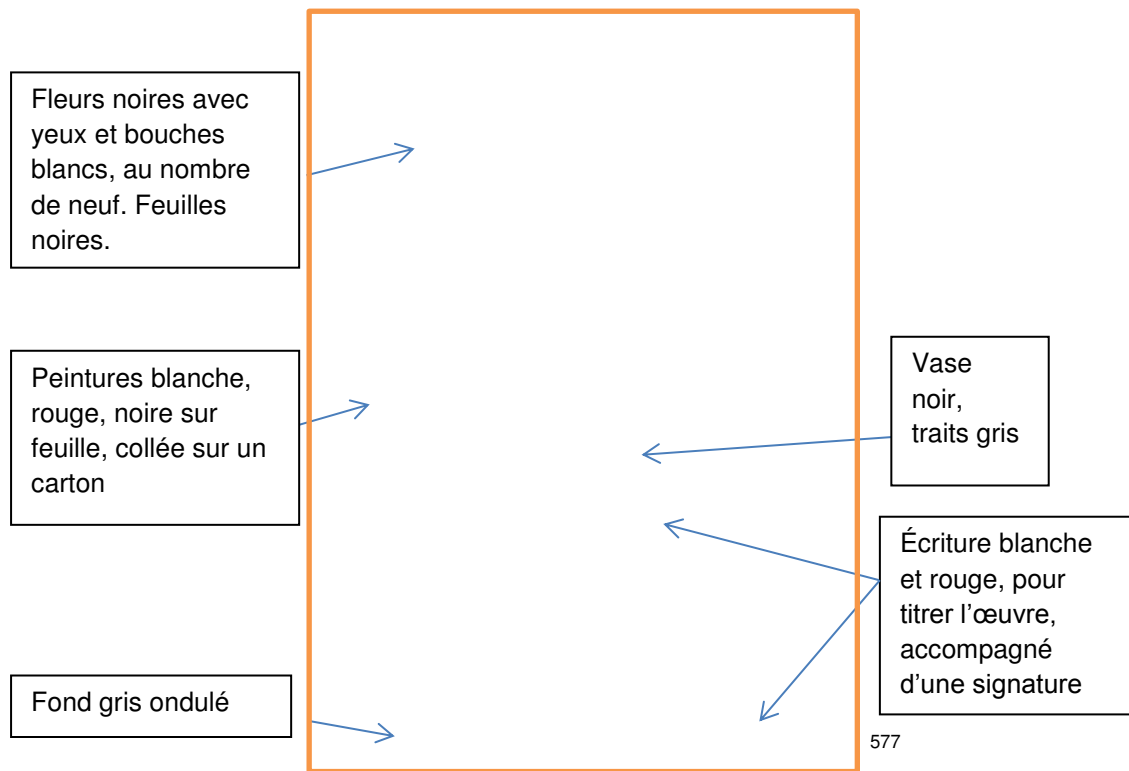 Fleurs noires avec
yeux et bouches
blancs, au nombre
de neuf. Feuilles
noires.
Peintures blanche,
rouge, noire sur
feuille, collée sur un
carton
Fond gris ondulé
Vase
noir,
traits gris
Écriture blanche
et rouge, pour
titrer l’œuvre,
accompagné
d’une signature
577